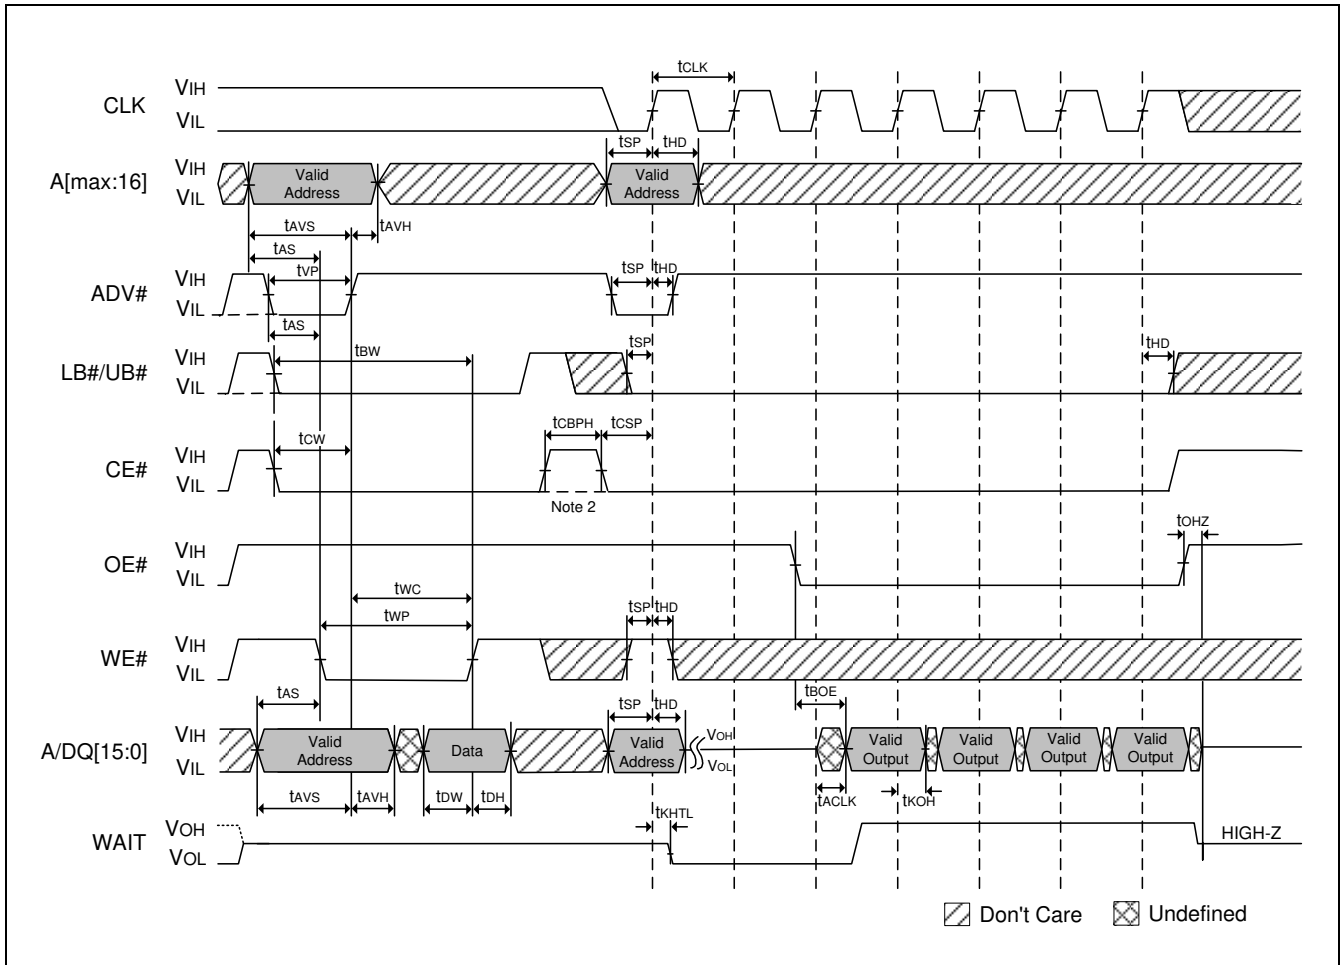 tCLK
VIH
CLK
VIL
tSP tHD
VIH
A[max:16]
VIL
Valid Address
Valid Address
tAVS tAVH
tAS
tVP
tSP tHD
VIH
ADV#
VIL
tAS
tBW
tSP
tHD
VIH
LB#/UB#
VIL
tCBPH tCSP
tCW
VIH
CE#
VIL
Note 2
tOHZ
VIH
OE#
VIL
tWC
tSP tHD
tWP
VIH
WE#
VIL
tAS
tBOE
tSP tHD
VIH
A/DQ[15:0]
VIL
Valid Address
Data
Valid Address
VOH
VOL
Valid Output
Valid Output
Valid Output
Valid Output
tAVS tAVH tDW tDH
tACLK tKOH
tKHTL
VOH
WAIT
VOL
HIGH-Z
Don't Care
Undefined